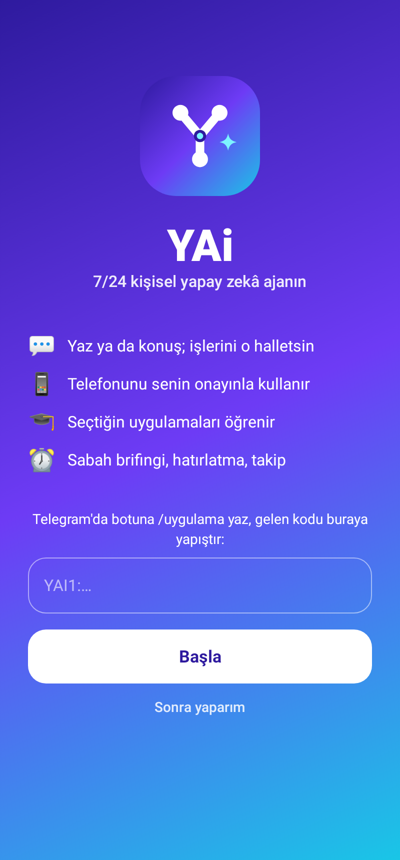 YAi
7/24 kişisel yapay zekâ ajanın
Yaz ya da konuş; işlerini o halletsin
Telefonunu senin onayınla kullanır
Seçtiğin uygulamaları öğrenir
Sabah brifingi, hatırlatma, takip
Telegram'da botuna /uygulama yaz, gelen kodu buraya
yapıştır:
YAI1:...
Başla
Sonra yaparım